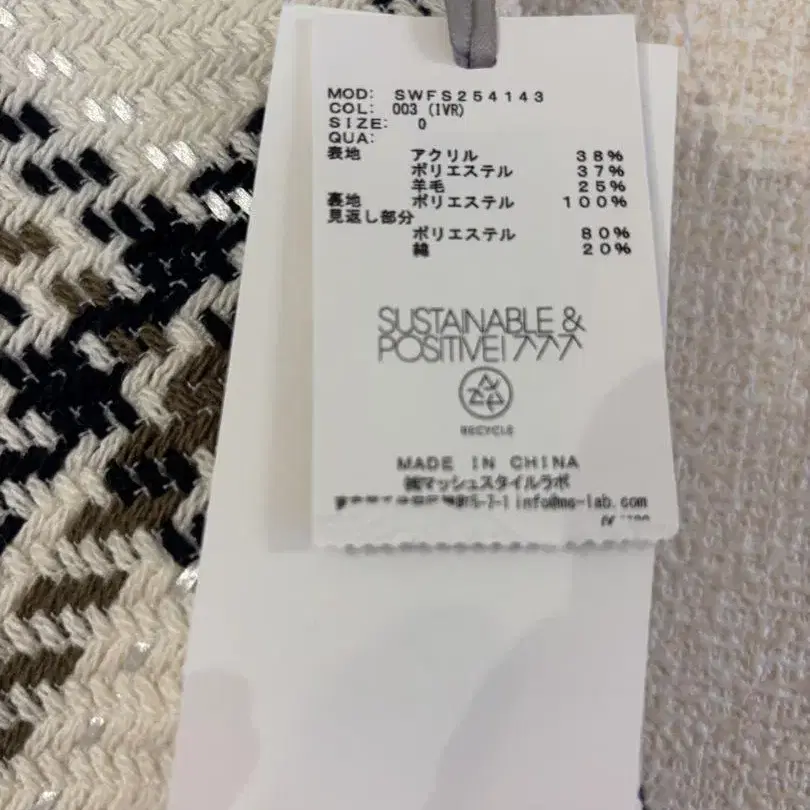 MOD: SWFS254143
COL: 003 (IVR)
SIZE: 0
QUA:
表地 アクリル 38%
ポリエステル 37%
羊毛 25%
裏地 ポリエステル 100%
見返し部分
ポリエステル 80%
綿 20%
SUSTAINABLE &
POSITIVE! ↗↗↗
RECYCLE
MADE IN CHINA
㈱マッシュスタイルラボ
5-7-1 info@ms-lab.com